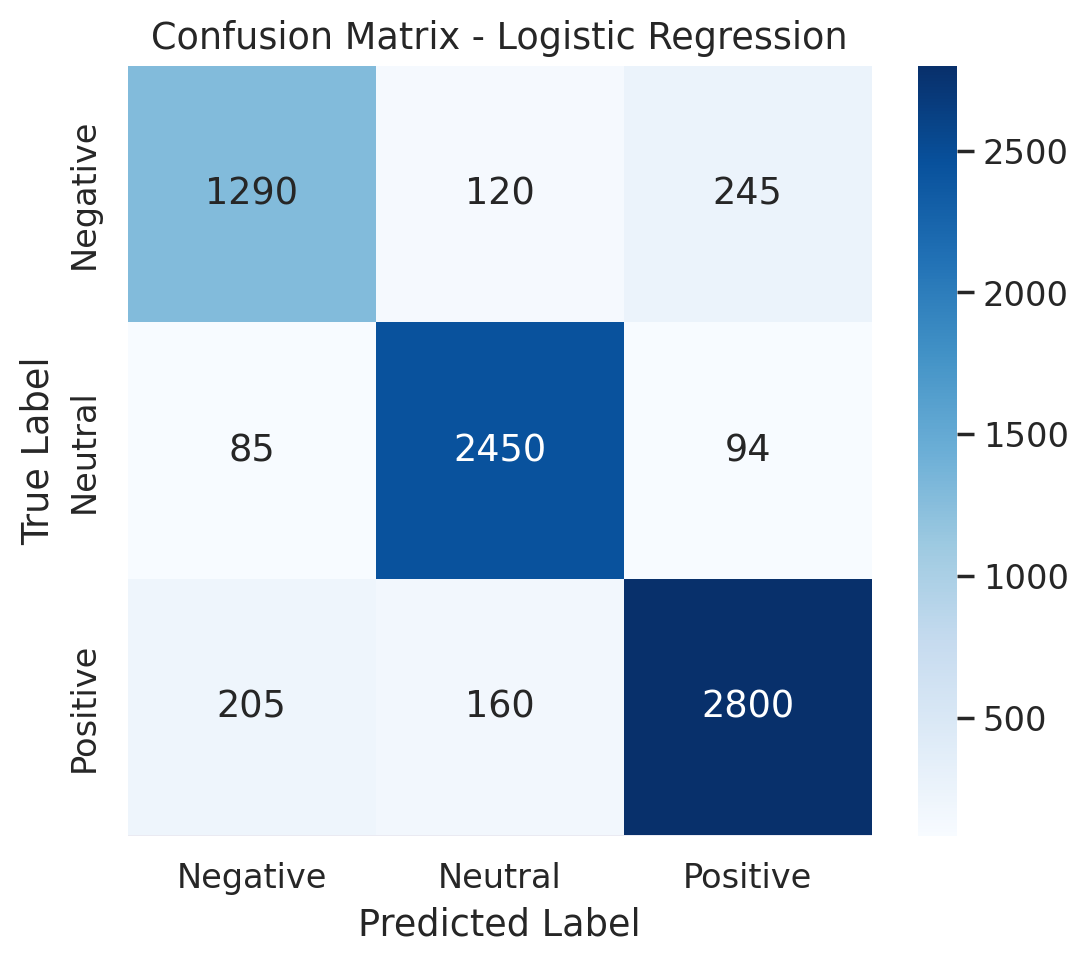 Confusion Matrix - Logistic Regression
True Label
Negative
1290 120 245
Neutral
85 2450 94
Positive
205 160 2800
Negative Neutral Positive
Predicted Label
2500
2000
1500
1000
500